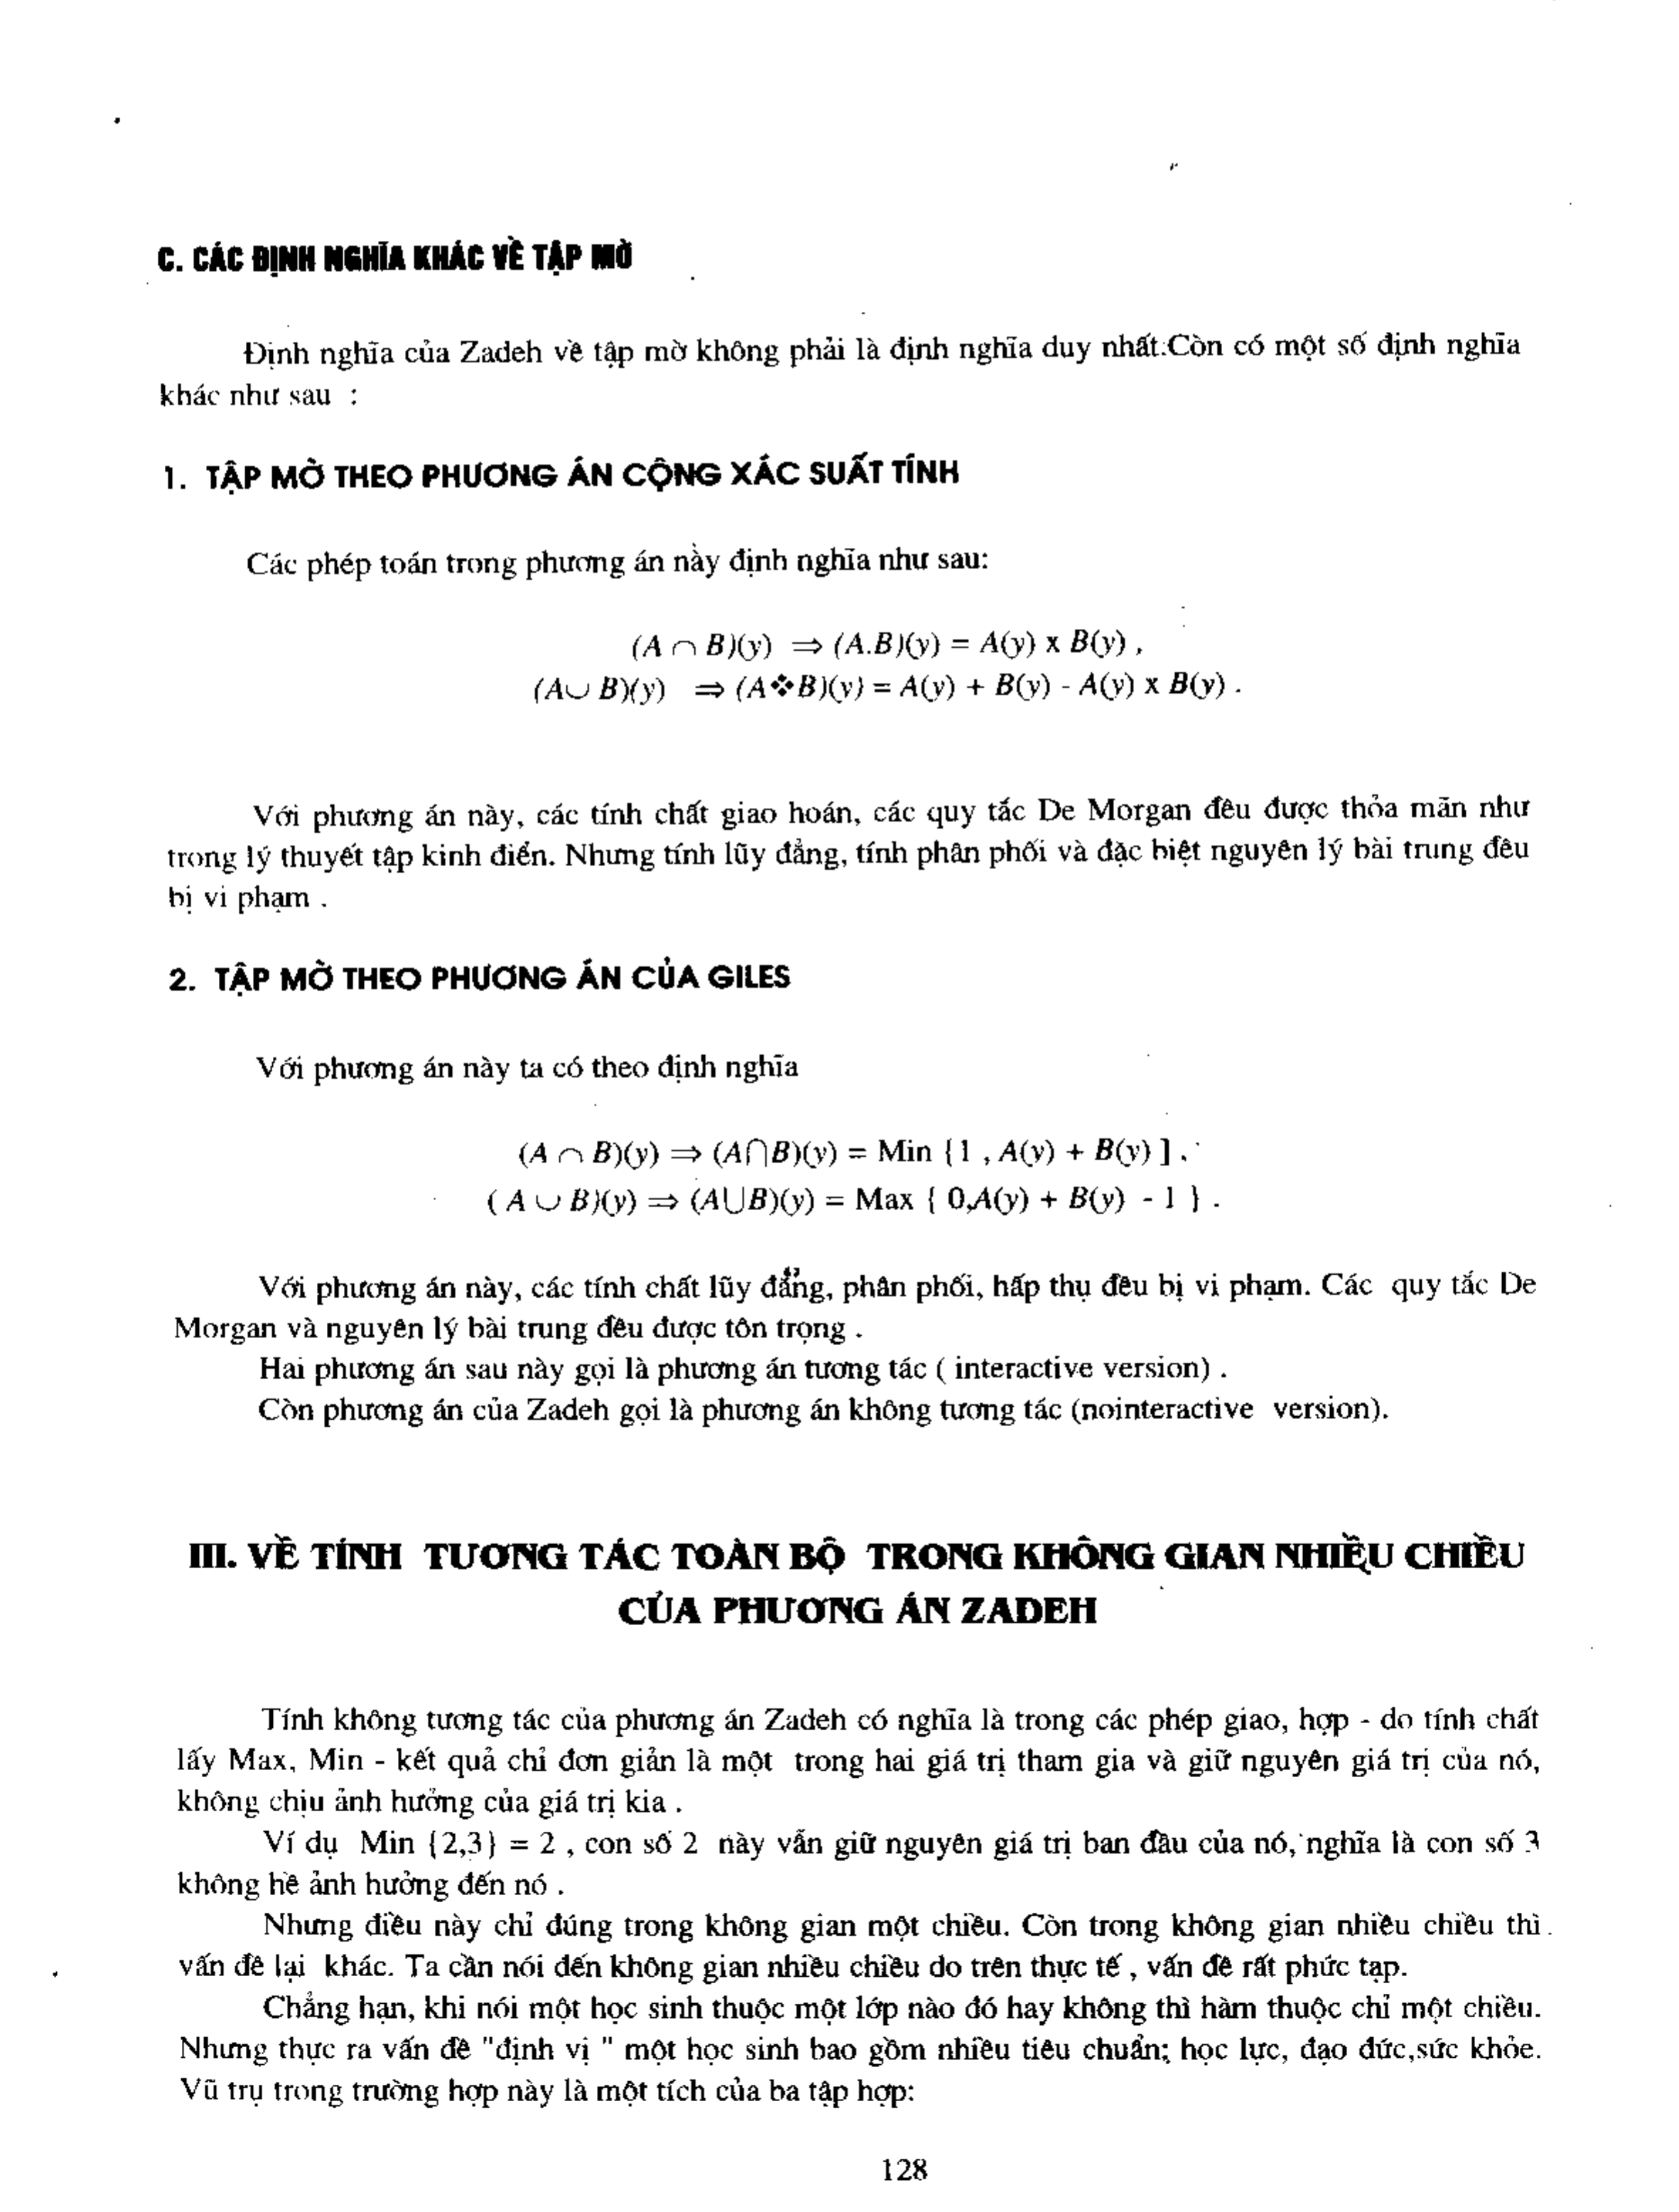 C. CÁC ĐỊNH NGHĨA KHÁC VỀ TẬP MỜ
Định nghĩa của Zadeh về tập mờ không phải là định nghĩa duy nhất.Còn có một số định nghĩa
khác như sau :
1. TẬP MỜ THEO PHƯƠNG ÁN CỘNG XÁC SUẤT TÍNH
Các phép toán trong phương án này định nghĩa như sau:
(A ∩ B)(y) ⇒ (A.B)(y) = A(y) x B(y) ,
(A∪ B)(y) ⇒ (A❖B)(y) = A(y) + B(y) - A(y) x B(y) .
Với phương án này, các tính chất giao hoán, các quy tắc De Morgan đều được thỏa mãn như
trong lý thuyết tập kinh điển. Nhưng tính lũy đẳng, tính phân phối và đặc biệt nguyên lý bài trung đều
bị vi phạm .
2. TẬP MỜ THEO PHƯƠNG ÁN CỦA GILES
Với phương án này ta có theo định nghĩa
(A ∩ B)(y) ⇒ (A⋂B)(y) = Min {1 , A(y) + B(y) ] .
( A ∪ B)(y) ⇒ (A⋃B)(y) = Max { 0,A(y) + B(y) - 1 } .
Với phương án này, các tính chất lũy đẳng, phân phối, hấp thụ đều bị vi phạm. Các quy tắc De
Morgan và nguyên lý bài trung đều được tôn trọng .
Hai phương án sau này gọi là phương án tương tác ( interactive version) .
Còn phương án của Zadeh gọi là phương án không tương tác (nointeractive version).
III. VỀ TÍNH TƯƠNG TÁC TOÀN BỘ TRONG KHÔNG GIAN NHIỀU CHIỀU
CỦA PHƯƠNG ÁN ZADEH
Tính không tương tác của phương án Zadeh có nghĩa là trong các phép giao, hợp - do tính chất
lấy Max, Min - kết quả chỉ đơn giản là một trong hai giá trị tham gia và giữ nguyên giá trị của nó,
không chịu ảnh hưởng của giá trị kia .
Ví dụ Min {2,3} = 2 , con số 2 này vẫn giữ nguyên giá trị ban đầu của nó, nghĩa là con số 3
không hề ảnh hưởng đến nó .
Nhưng điều này chỉ đúng trong không gian một chiều. Còn trong không gian nhiều chiều thì
vấn đề lại khác. Ta cần nói đến không gian nhiều chiều do trên thực tế , vấn đề rất phức tạp.
Chẳng hạn, khi nói một học sinh thuộc một lớp nào đó hay không thì hàm thuộc chỉ một chiều.
Nhưng thực ra vấn đề "định vị " một học sinh bao gồm nhiều tiêu chuẩn; học lực, đạo đức,sức khỏe.
Vũ trụ trong trường hợp này là một tích của ba tập hợp:
128